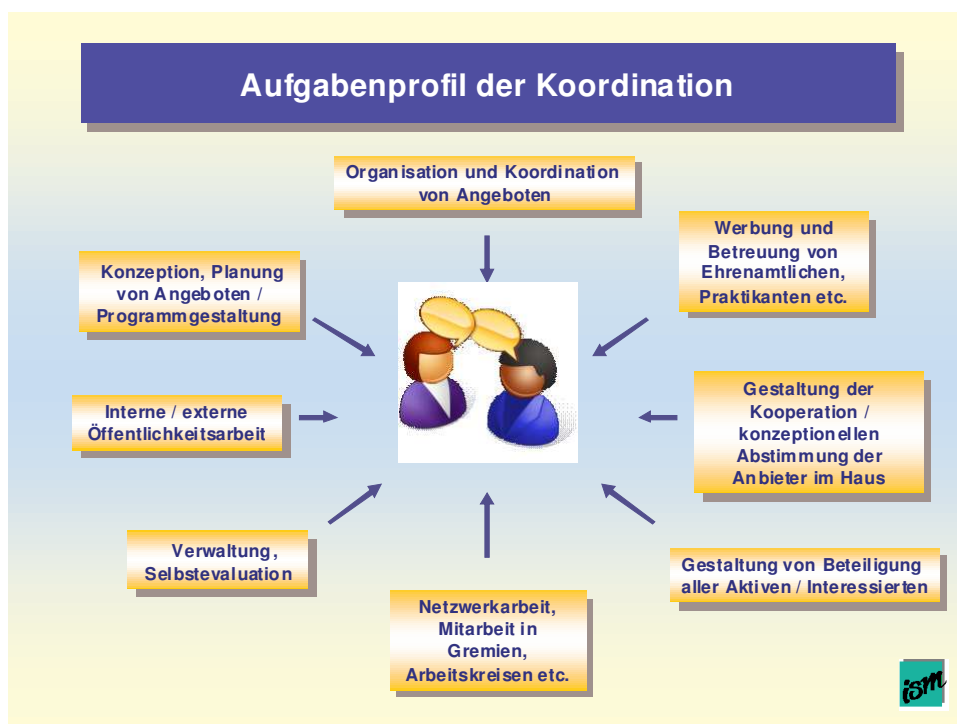 Aufgabenprofil der Koordination
Organisation und Koordination
von Angeboten
Werbung und
Betreuung von
Ehrenamtlichen,
Praktikanten etc.
Konzeption, Planung
von Angeboten /
Programmgestaltung
Interne / externe
Öffentlichkeitsarbeit
Gestaltung der
Kooperation /
konzeptionellen
Abstimmung der
Anbieter im Haus
Verwaltung,
Selbstevaluation
Gestaltung von Beteiligung
aller Aktiven / Interessierten
Netzwerkarbeit,
Mitarbeit in
Gremien,
Arbeitskreisen etc.
ism